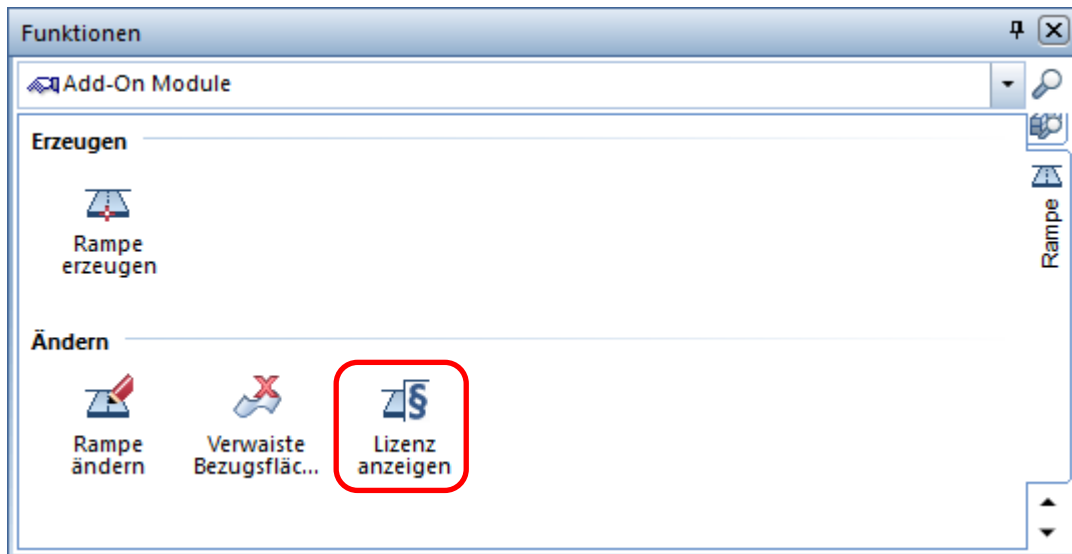 Funktionen
Add-On Module
Erzeugen
Rampe
erzeugen
Ändern
Rampe
ändern
Verwaiste
Bezugsfläc...
Lizenz
anzeigen
Rampe